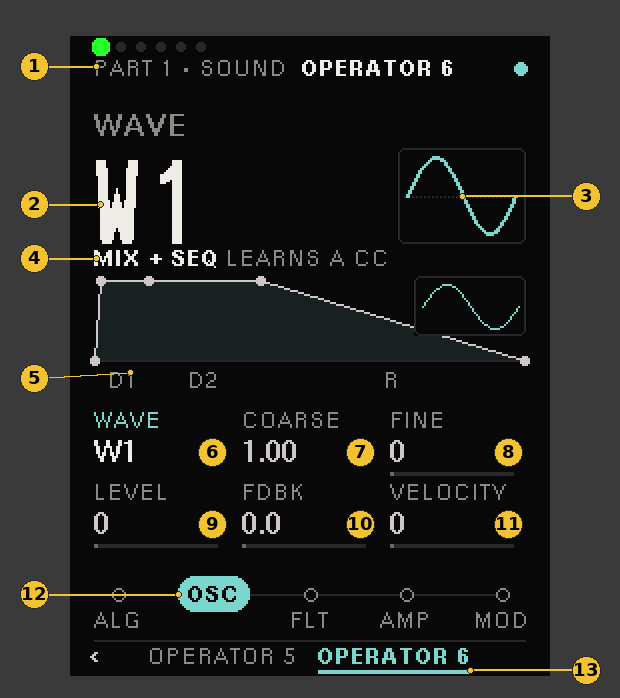 1 PART 1 · SOUND OPERATOR 6
WAVE
2 W 1 3
4 MIX + SEQ LEARNS A CC
5 D1 D2 R
WAVE COARSE FINE
W1 6 1.00 7 0 8
LEVEL FDBK VELOCITY
0 9 0.0 10 0 11
12 OSC
ALG FLT AMP MOD
< OPERATOR 5 OPERATOR 6 13